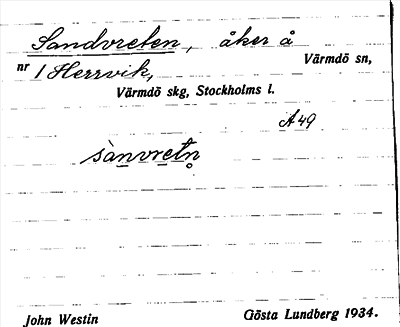 Sandvreten, åker å
Värmdö sn,
nr 1 Herrvik,
Värmdö skg, Stockholms l.
A49
sànvretn̥
John Westin
Gösta Lundberg 1934.